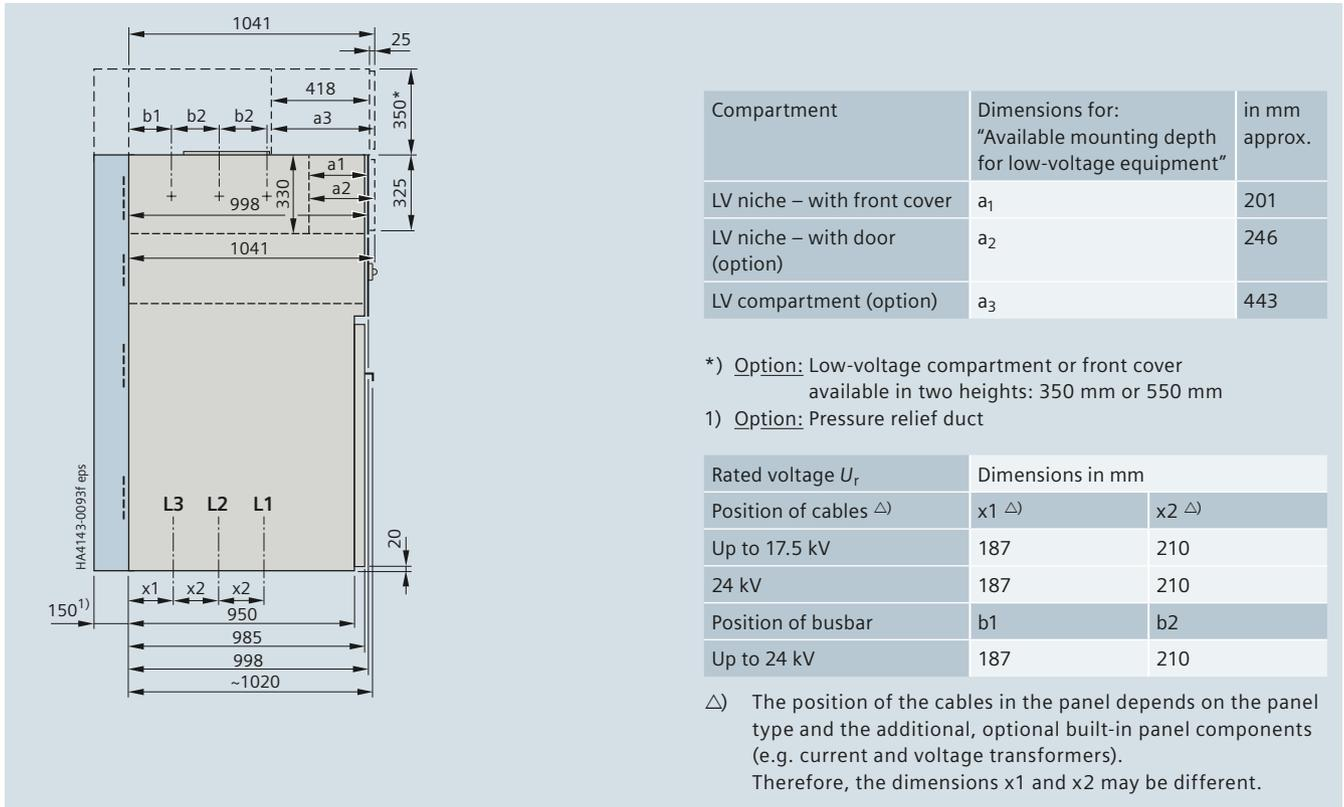 1041
25
418
350*
b1 b2 b2 a3
a1
330
a2
325
998
1041
HA4143-0093f eps
L3 L2 L1
20
x1 x2 x2
150¹⁾
950
985
998
~1020
Compartment Dimensions for: in mm
“Available mounting depth approx.
for low-voltage equipment”
LV niche – with front cover a₁ 201
LV niche – with door a₂ 246
(option)
LV compartment (option) a₃ 443
*) Option: Low-voltage compartment or front cover
available in two heights: 350 mm or 550 mm
1) Option: Pressure relief duct
Rated voltage Uᵣ Dimensions in mm
Position of cables △) x1 △) x2 △)
Up to 17.5 kV 187 210
24 kV 187 210
Position of busbar b1 b2
Up to 24 kV 187 210
△) The position of the cables in the panel depends on the panel
type and the additional, optional built-in panel components
(e.g. current and voltage transformers).
Therefore, the dimensions x1 and x2 may be different.